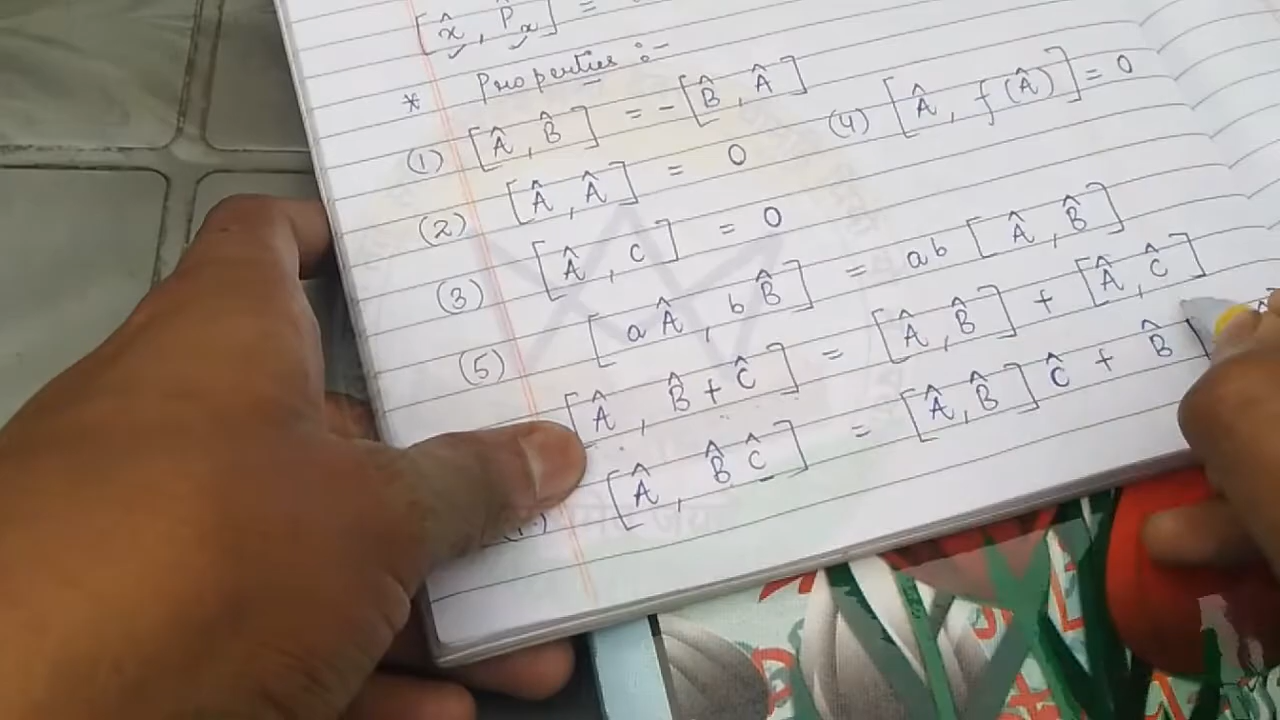 [x̂, P̂x] =
* Properties :-
(1) [Â, B̂] = -[B̂, Â]
(2) [Â, Â] = 0
(3) [Â, c] = 0
(4) [Â, f(Â)] = 0
(5) [aÂ, bB̂] = ab [Â, B̂]
[Â, B̂+Ĉ] = [Â, B̂] + [Â, Ĉ]
[Â, B̂Ĉ] = [Â, B̂]Ĉ + B̂[